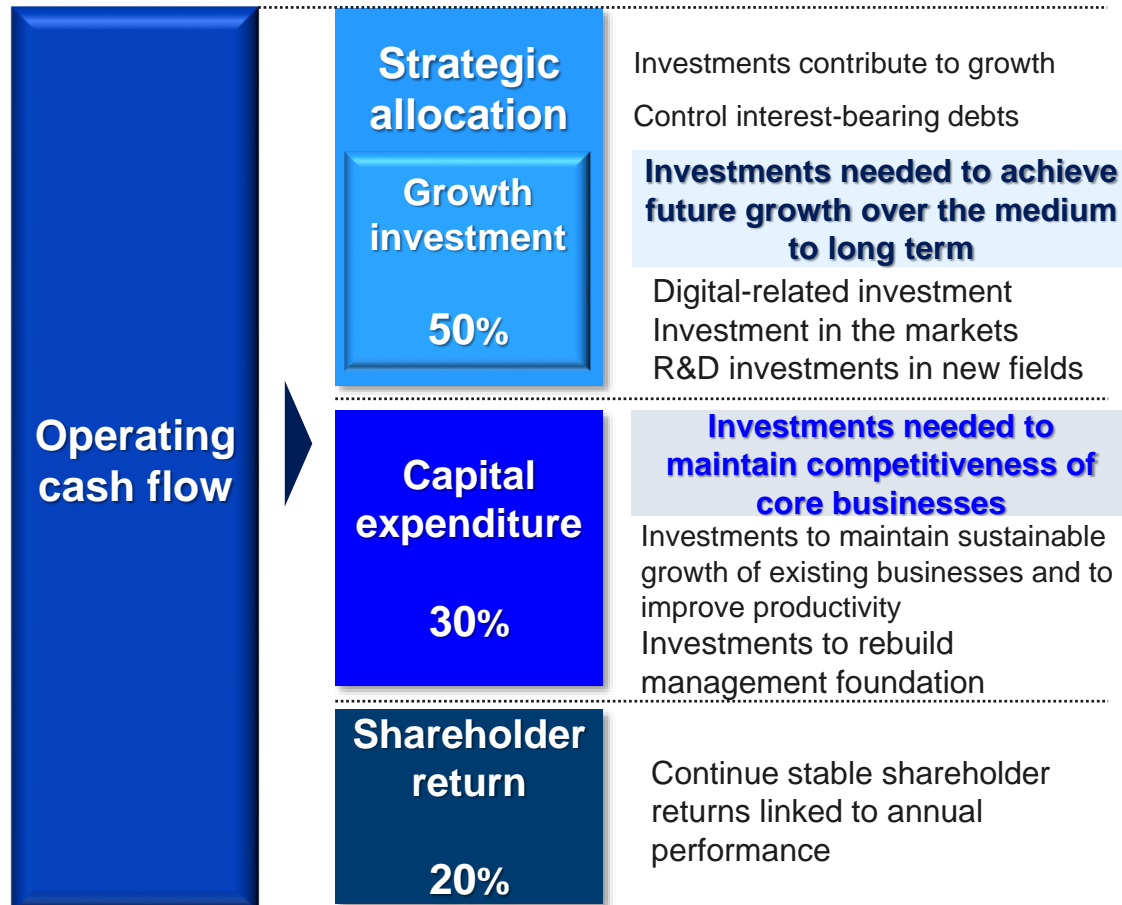 Operating
cash flow
Strategic
allocation
Growth
investment
50%
Investments contribute to growth
Control interest-bearing debts
Investments needed to achieve
future growth over the medium
to long term
Digital-related investment
Investment in the markets
R&D investments in new fields
Capital
expenditure
30%
Investments needed to
maintain competitiveness of
core businesses
Investments to maintain sustainable
growth of existing businesses and to
improve productivity
Investments to rebuild
management foundation
Shareholder
return
20%
Continue stable shareholder
returns linked to annual
performance